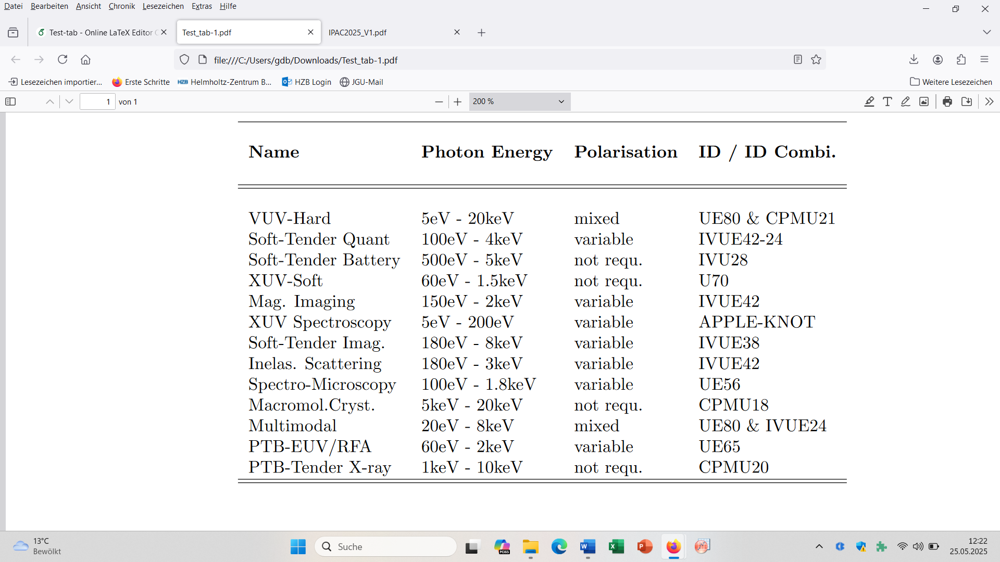 Datei Bearbeiten Ansicht Chronik Lesezeichen Extras Hilfe
Test-tab - Online LaTeX Editor Test_tab-1.pdf IPAC2025_V1.pdf
file:///C:/Users/gdb/Downloads/Test_tab-1.pdf
Lesezeichen importier... Erste Schritte HZB Helmholtz-Zentrum B... HZB Login JGU-Mail Weitere Lesezeichen
1 von 1 200 %
Name Photon Energy Polarisation ID / ID Combi.
VUV-Hard 5eV - 20keV mixed UE80 & CPMU21
Soft-Tender Quant 100eV - 4keV variable IVUE42-24
Soft-Tender Battery 500eV - 5keV not requ. IVU28
XUV-Soft 60eV - 1.5keV not requ. U70
Mag. Imaging 150eV - 2keV variable IVUE42
XUV Spectroscopy 5eV - 200eV variable APPLE-KNOT
Soft-Tender Imag. 180eV - 8keV variable IVUE38
Inelas. Scattering 180eV - 3keV variable IVUE42
Spectro-Microscopy 100eV - 1.8keV variable UE56
Macromol.Cryst. 5keV - 20keV not requ. CPMU18
Multimodal 20eV - 8keV mixed UE80 & IVUE24
PTB-EUV/RFA 60eV - 2keV variable UE65
PTB-Tender X-ray 1keV - 10keV not requ. CPMU20
13°C
Bewölkt
Suche
M365
12:22
25.05.2025